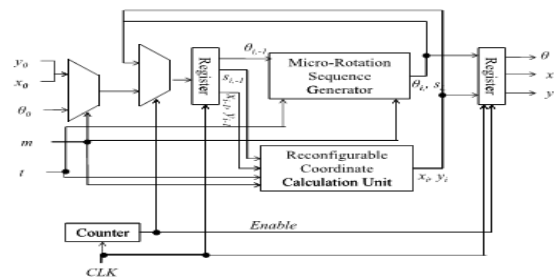 y₀
x₀
θ₀
m
t
Register
θᵢ,₋₁
sᵢ,₋₁
xᵢ₋₁, yᵢ₋₁
Micro-Rotation
Sequence
Generator
θᵢ, sᵢ
Reconfigurable
Coordinate
Calculation Unit
xᵢ, yᵢ
Register
θ
x
y
Counter
Enable
CLK